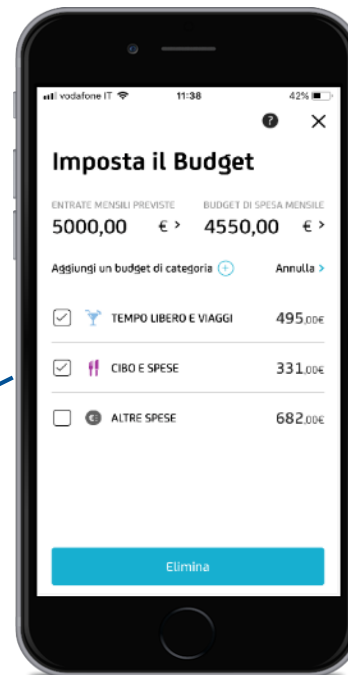 vodafone IT 11:38 42%
?
Imposta il Budget
ENTRATE MENSILI PREVISTE BUDGET DI SPESA MENSILE
5000,00 € > 4550,00 € >
Aggiungi un budget di categoria + Annulla >
TEMPO LIBERO E VIAGGI 495,00€
CIBO E SPESE 331,00€
ALTRE SPESE 682,00€
Elimina